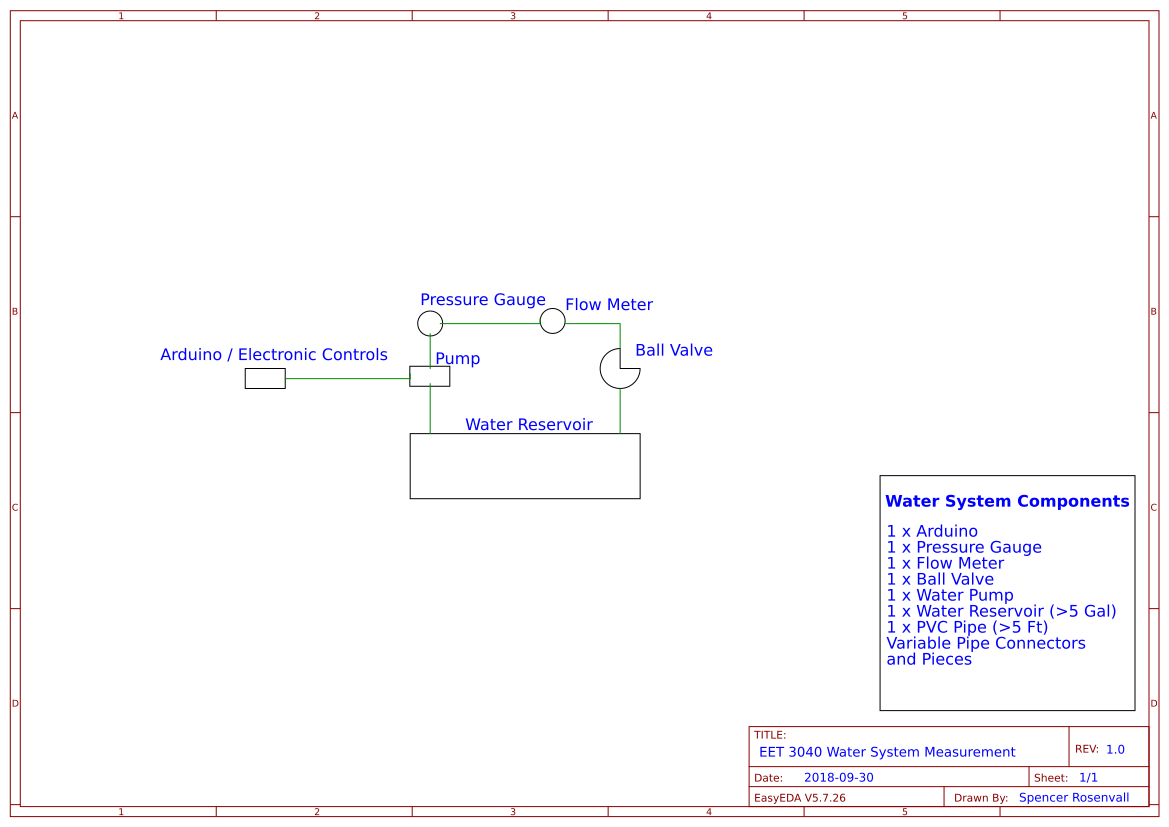 1 2 3 4 5
A A
Pressure Gauge
Flow Meter
B B
Ball Valve
Arduino / Electronic Controls
Pump
Water Reservoir
Water System Components
C C
1 x Arduino
1 x Pressure Gauge
1 x Flow Meter
1 x Ball Valve
1 x Water Pump
1 x Water Reservoir (>5 Gal)
1 x PVC Pipe (>5 Ft)
Variable Pipe Connectors
and Pieces
D D
TITLE:
EET 3040 Water System Measurement
REV: 1.0
Date: 2018-09-30
Sheet: 1/1
EasyEDA V5.7.26
Drawn By: Spencer Rosenvall
1 2 3 4 5